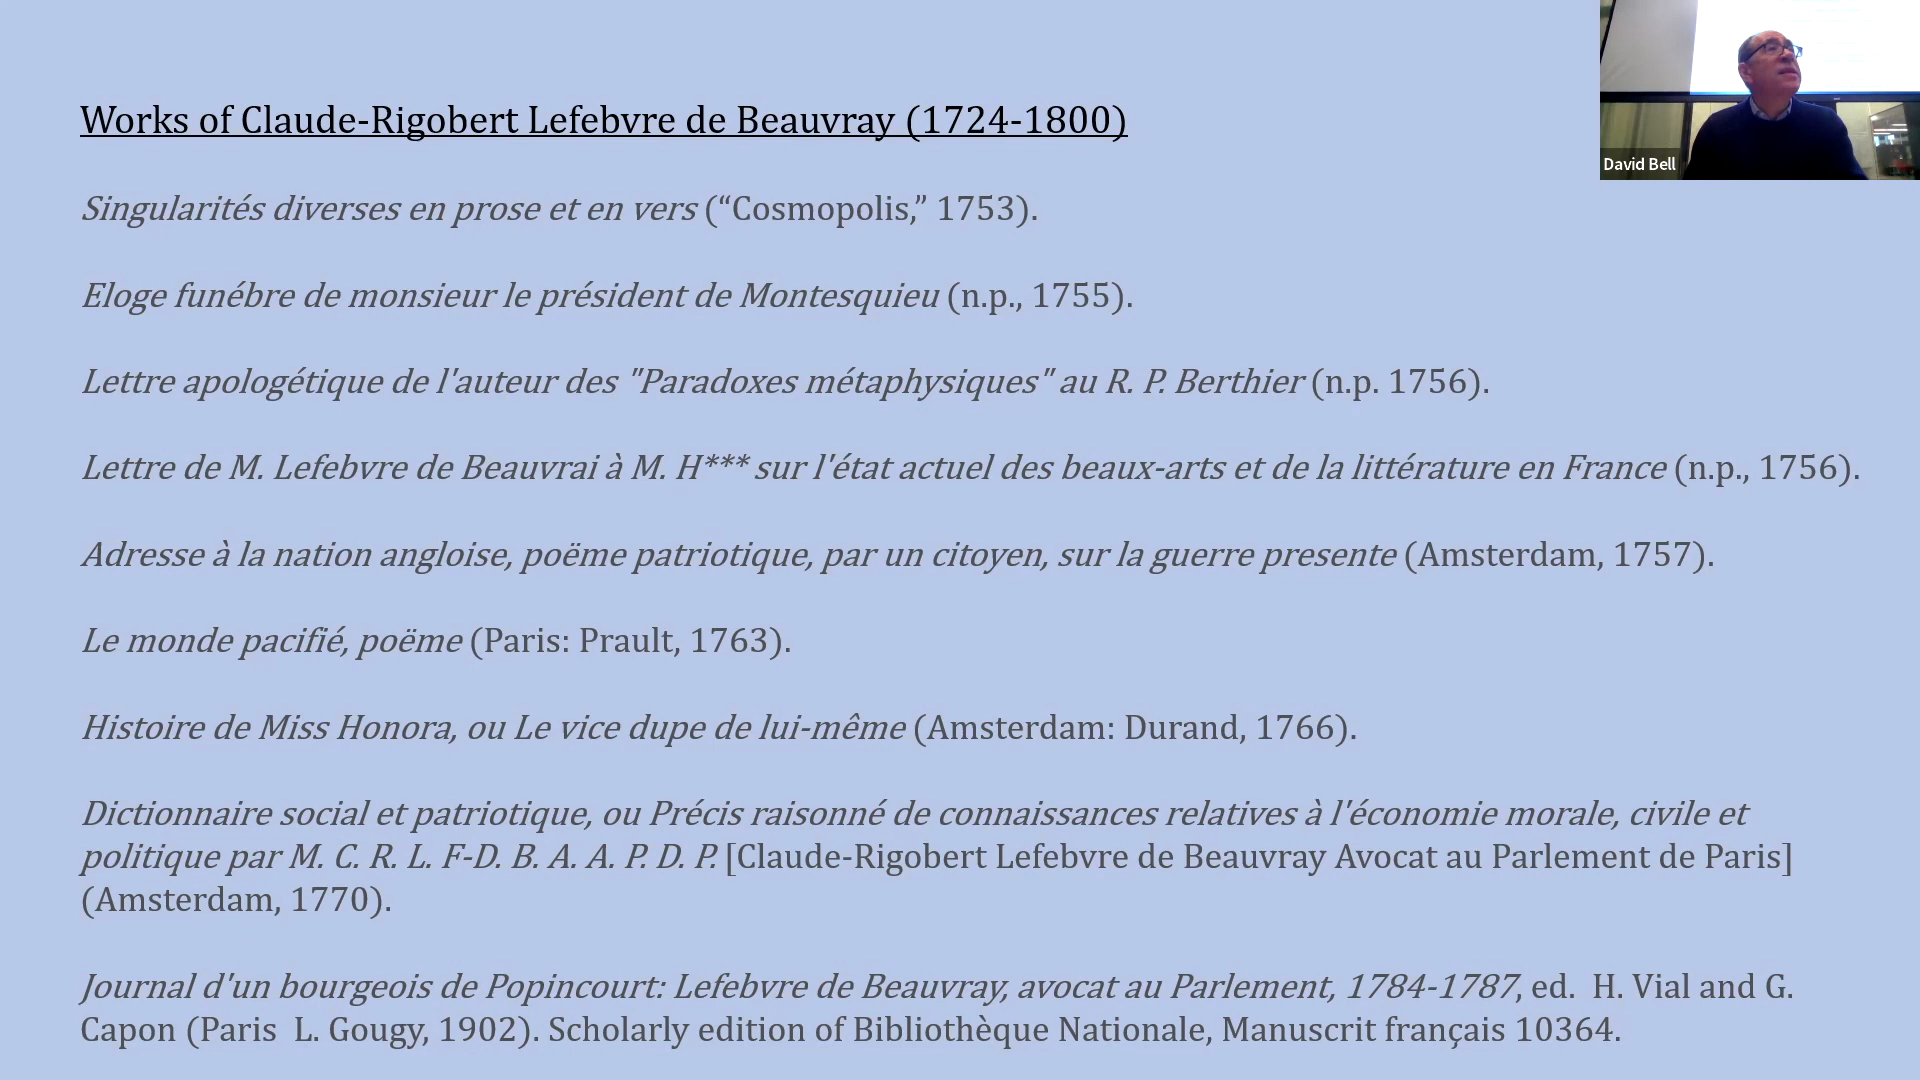 Works of Claude-Rigobert Lefebvre de Beauvray (1724-1800)
David Bell
Singularités diverses en prose et en vers (“Cosmopolis,” 1753).
Eloge funébre de monsieur le président de Montesquieu (n.p., 1755).
Lettre apologétique de l'auteur des "Paradoxes métaphysiques" au R. P. Berthier (n.p. 1756).
Lettre de M. Lefebvre de Beauvrai à M. H*** sur l'état actuel des beaux-arts et de la littérature en France (n.p., 1756).
Adresse à la nation angloise, poëme patriotique, par un citoyen, sur la guerre presente (Amsterdam, 1757).
Le monde pacifié, poëme (Paris: Prault, 1763).
Histoire de Miss Honora, ou Le vice dupe de lui-même (Amsterdam: Durand, 1766).
Dictionnaire social et patriotique, ou Précis raisonné de connaissances relatives à l'économie morale, civile et
politique par M. C. R. L. F-D. B. A. A. P. D. P. [Claude-Rigobert Lefebvre de Beauvray Avocat au Parlement de Paris]
(Amsterdam, 1770).
Journal d'un bourgeois de Popincourt: Lefebvre de Beauvray, avocat au Parlement, 1784-1787, ed. H. Vial and G.
Capon (Paris L. Gougy, 1902). Scholarly edition of Bibliothèque Nationale, Manuscrit français 10364.